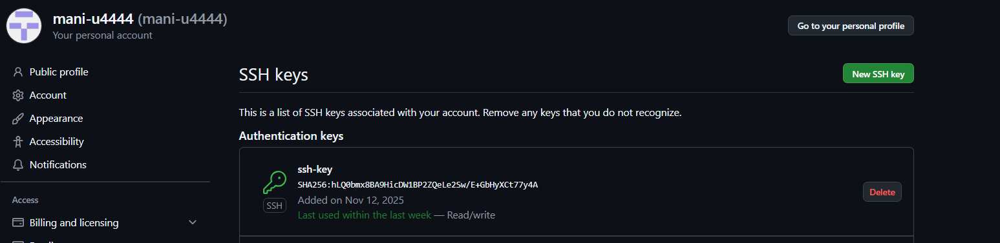 mani-u4444 (mani-u4444)
Your personal account
Go to your personal profile
Public profile
Account
Appearance
Accessibility
Notifications
Access
Billing and licensing
SSH keys
New SSH key
This is a list of SSH keys associated with your account. Remove any keys that you do not recognize.
Authentication keys
ssh-key
SHA256:hLQ0bmx8BA9HicDW1BP2ZQeLe2Sw/E+GbHyXCt77y4A
SSH
Added on Nov 12, 2025
Last used within the last week — Read/write
Delete